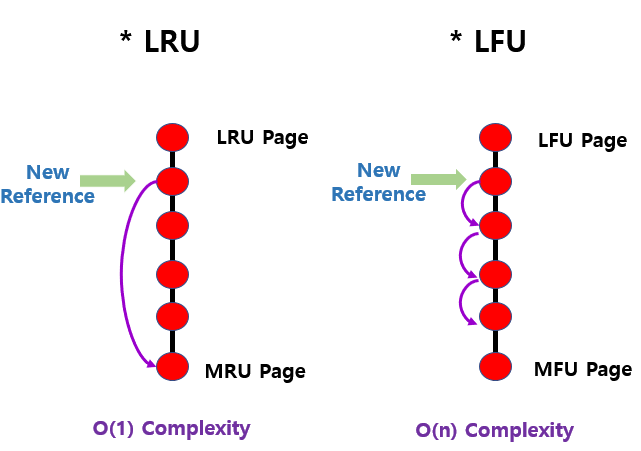 * LRU
* LFU
LRU Page
LFU Page
New
Reference
New
Reference
MRU Page
MFU Page
O(1) Complexity
O(n) Complexity